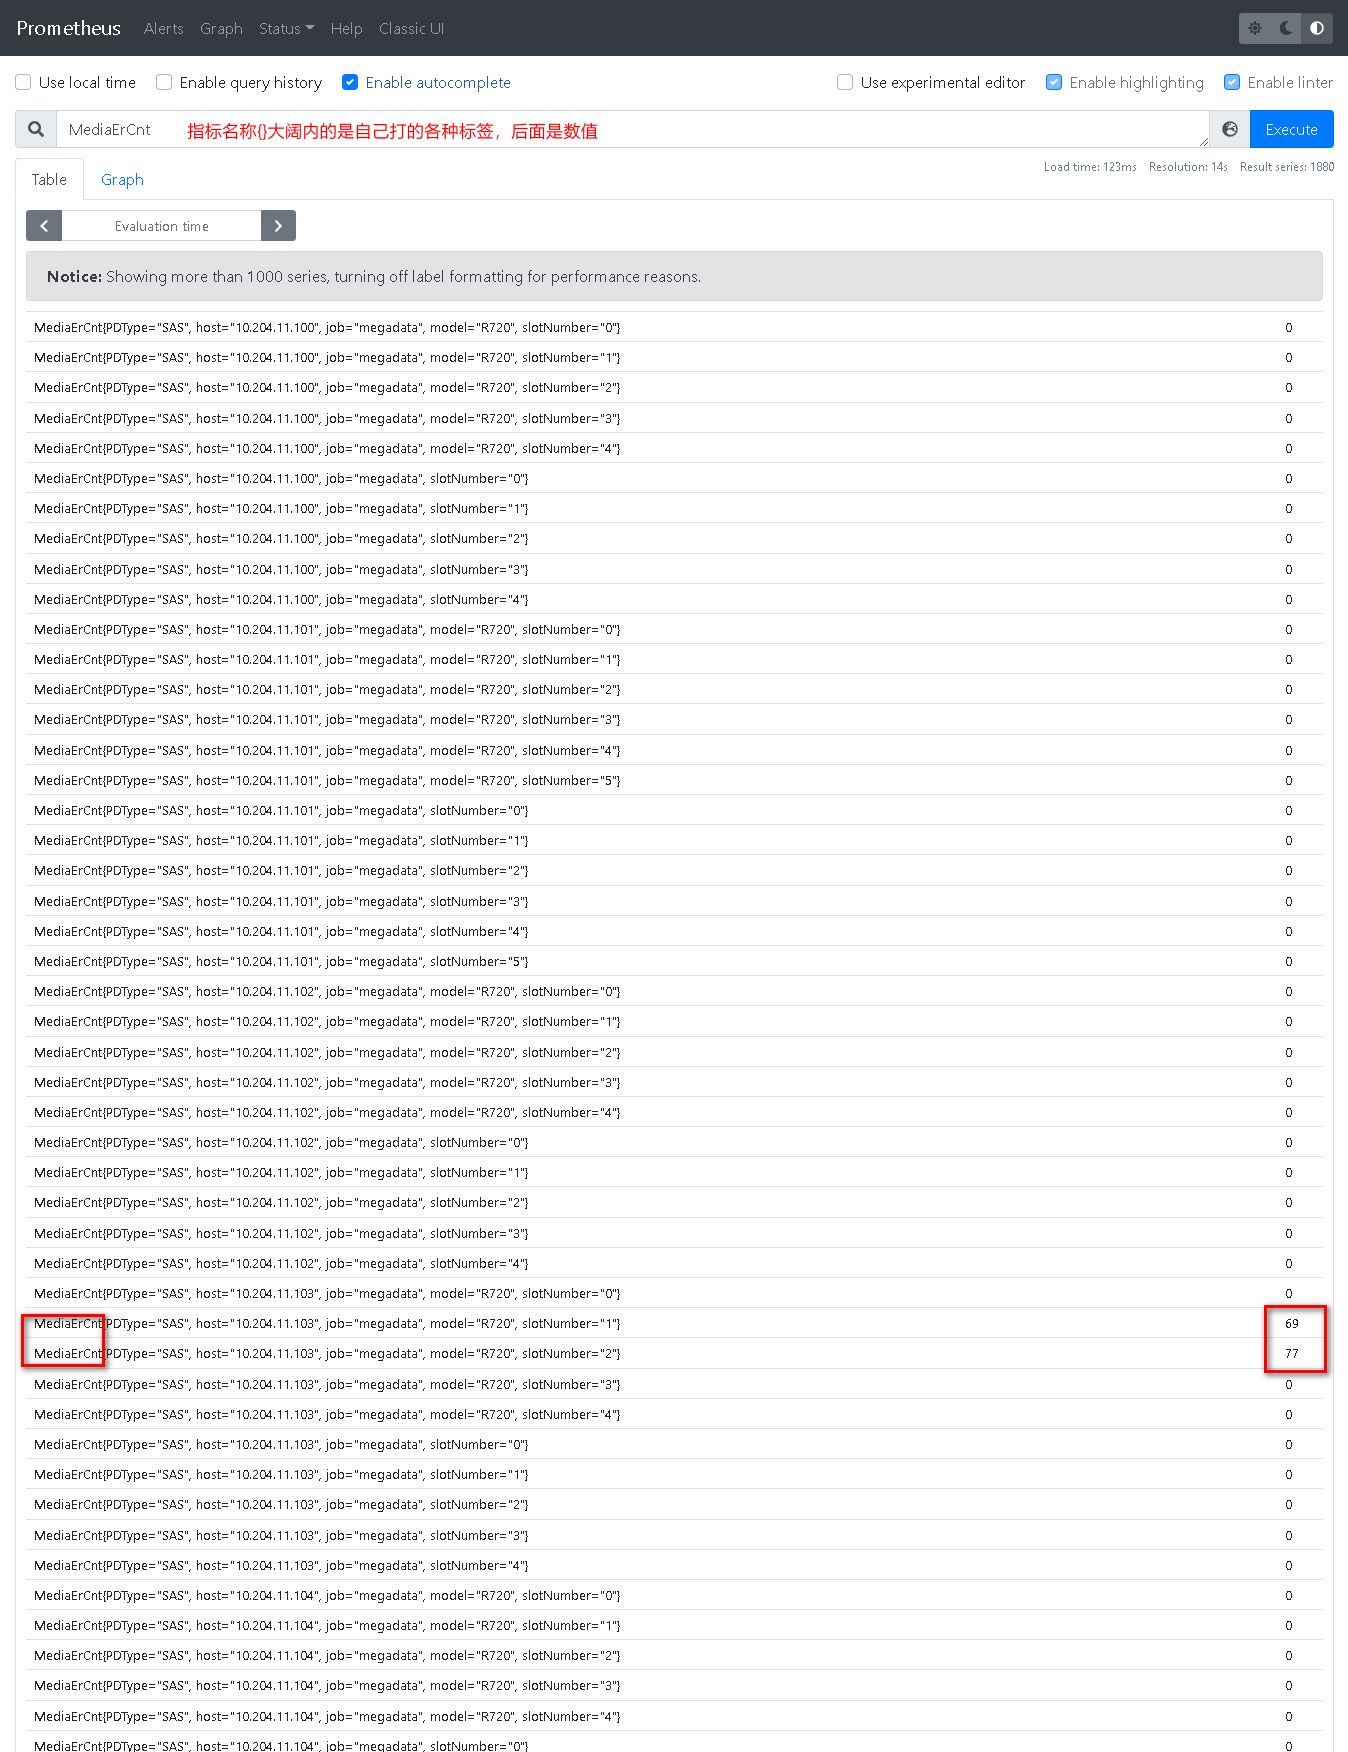 Prometheus Alerts Graph Status Help Classic UI
Use local time Enable query history Enable autocomplete Use experimental editor Enable highlighting Enable linter
MediaErCnt 指标名称{}大阔内的是自己打的各种标签，后面是数值 Execute
Load time: 123ms Resolution: 14s Result series: 1880
Table Graph
Evaluation time
Notice: Showing more than 1000 series, turning off label formatting for performance reasons.
MediaErCnt{PDType="SAS", host="10.204.11.100", job="megadata", model="R720", slotNumber="0"} 0
MediaErCnt{PDType="SAS", host="10.204.11.100", job="megadata", model="R720", slotNumber="1"} 0
MediaErCnt{PDType="SAS", host="10.204.11.100", job="megadata", model="R720", slotNumber="2"} 0
MediaErCnt{PDType="SAS", host="10.204.11.100", job="megadata", model="R720", slotNumber="3"} 0
MediaErCnt{PDType="SAS", host="10.204.11.100", job="megadata", model="R720", slotNumber="4"} 0
MediaErCnt{PDType="SAS", host="10.204.11.100", job="megadata", slotNumber="0"} 0
MediaErCnt{PDType="SAS", host="10.204.11.100", job="megadata", slotNumber="1"} 0
MediaErCnt{PDType="SAS", host="10.204.11.100", job="megadata", slotNumber="2"} 0
MediaErCnt{PDType="SAS", host="10.204.11.100", job="megadata", slotNumber="3"} 0
MediaErCnt{PDType="SAS", host="10.204.11.100", job="megadata", slotNumber="4"} 0
MediaErCnt{PDType="SAS", host="10.204.11.101", job="megadata", model="R720", slotNumber="0"} 0
MediaErCnt{PDType="SAS", host="10.204.11.101", job="megadata", model="R720", slotNumber="1"} 0
MediaErCnt{PDType="SAS", host="10.204.11.101", job="megadata", model="R720", slotNumber="2"} 0
MediaErCnt{PDType="SAS", host="10.204.11.101", job="megadata", model="R720", slotNumber="3"} 0
MediaErCnt{PDType="SAS", host="10.204.11.101", job="megadata", model="R720", slotNumber="4"} 0
MediaErCnt{PDType="SAS", host="10.204.11.101", job="megadata", model="R720", slotNumber="5"} 0
MediaErCnt{PDType="SAS", host="10.204.11.101", job="megadata", slotNumber="0"} 0
MediaErCnt{PDType="SAS", host="10.204.11.101", job="megadata", slotNumber="1"} 0
MediaErCnt{PDType="SAS", host="10.204.11.101", job="megadata", slotNumber="2"} 0
MediaErCnt{PDType="SAS", host="10.204.11.101", job="megadata", slotNumber="3"} 0
MediaErCnt{PDType="SAS", host="10.204.11.101", job="megadata", slotNumber="4"} 0
MediaErCnt{PDType="SAS", host="10.204.11.101", job="megadata", slotNumber="5"} 0
MediaErCnt{PDType="SAS", host="10.204.11.102", job="megadata", model="R720", slotNumber="0"} 0
MediaErCnt{PDType="SAS", host="10.204.11.102", job="megadata", model="R720", slotNumber="1"} 0
MediaErCnt{PDType="SAS", host="10.204.11.102", job="megadata", model="R720", slotNumber="2"} 0
MediaErCnt{PDType="SAS", host="10.204.11.102", job="megadata", model="R720", slotNumber="3"} 0
MediaErCnt{PDType="SAS", host="10.204.11.102", job="megadata", model="R720", slotNumber="4"} 0
MediaErCnt{PDType="SAS", host="10.204.11.102", job="megadata", slotNumber="0"} 0
MediaErCnt{PDType="SAS", host="10.204.11.102", job="megadata", slotNumber="1"} 0
MediaErCnt{PDType="SAS", host="10.204.11.102", job="megadata", slotNumber="2"} 0
MediaErCnt{PDType="SAS", host="10.204.11.102", job="megadata", slotNumber="3"} 0
MediaErCnt{PDType="SAS", host="10.204.11.102", job="megadata", slotNumber="4"} 0
MediaErCnt{PDType="SAS", host="10.204.11.103", job="megadata", model="R720", slotNumber="0"} 0
MediaErCnt{PDType="SAS", host="10.204.11.103", job="megadata", model="R720", slotNumber="1"} 69
MediaErCnt{PDType="SAS", host="10.204.11.103", job="megadata", model="R720", slotNumber="2"} 77
MediaErCnt{PDType="SAS", host="10.204.11.103", job="megadata", model="R720", slotNumber="3"} 0
MediaErCnt{PDType="SAS", host="10.204.11.103", job="megadata", model="R720", slotNumber="4"} 0
MediaErCnt{PDType="SAS", host="10.204.11.103", job="megadata", slotNumber="0"} 0
MediaErCnt{PDType="SAS", host="10.204.11.103", job="megadata", slotNumber="1"} 0
MediaErCnt{PDType="SAS", host="10.204.11.103", job="megadata", slotNumber="2"} 0
MediaErCnt{PDType="SAS", host="10.204.11.103", job="megadata", slotNumber="3"} 0
MediaErCnt{PDType="SAS", host="10.204.11.103", job="megadata", slotNumber="4"} 0
MediaErCnt{PDType="SAS", host="10.204.11.104", job="megadata", model="R720", slotNumber="0"} 0
MediaErCnt{PDType="SAS", host="10.204.11.104", job="megadata", model="R720", slotNumber="1"} 0
MediaErCnt{PDType="SAS", host="10.204.11.104", job="megadata", model="R720", slotNumber="2"} 0
MediaErCnt{PDType="SAS", host="10.204.11.104", job="megadata", model="R720", slotNumber="3"} 0
MediaErCnt{PDType="SAS", host="10.204.11.104", job="megadata", model="R720", slotNumber="4"} 0
MediaErCnt{PDType="SAS", host="10.204.11.104", job="megadata", slotNumber="0"} 0